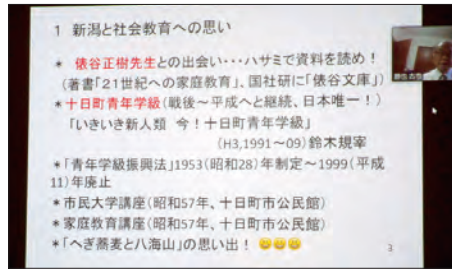 1 新潟と社会教育への思い
* 俵谷正樹先生との出会い・・・ハサミで資料を読め！
(著書「21世紀への家庭教育」、国社研に「俵谷文庫」)
*十日町青年学級(戦後～平成へと継続、日本唯一！)
「いきいき新人類 今！十日町青年学級」
(H3,1991～09)鈴木規宰
*「青年学級振興法」1953(昭和28)年制定～1999(平成
11)年廃止
*市民大学講座(昭和57年、十日町市公民館)
*家庭教育講座(昭和57年、十日町市公民館)
*「へぎ蕎麦と八海山」の思い出！😀😀😀
3